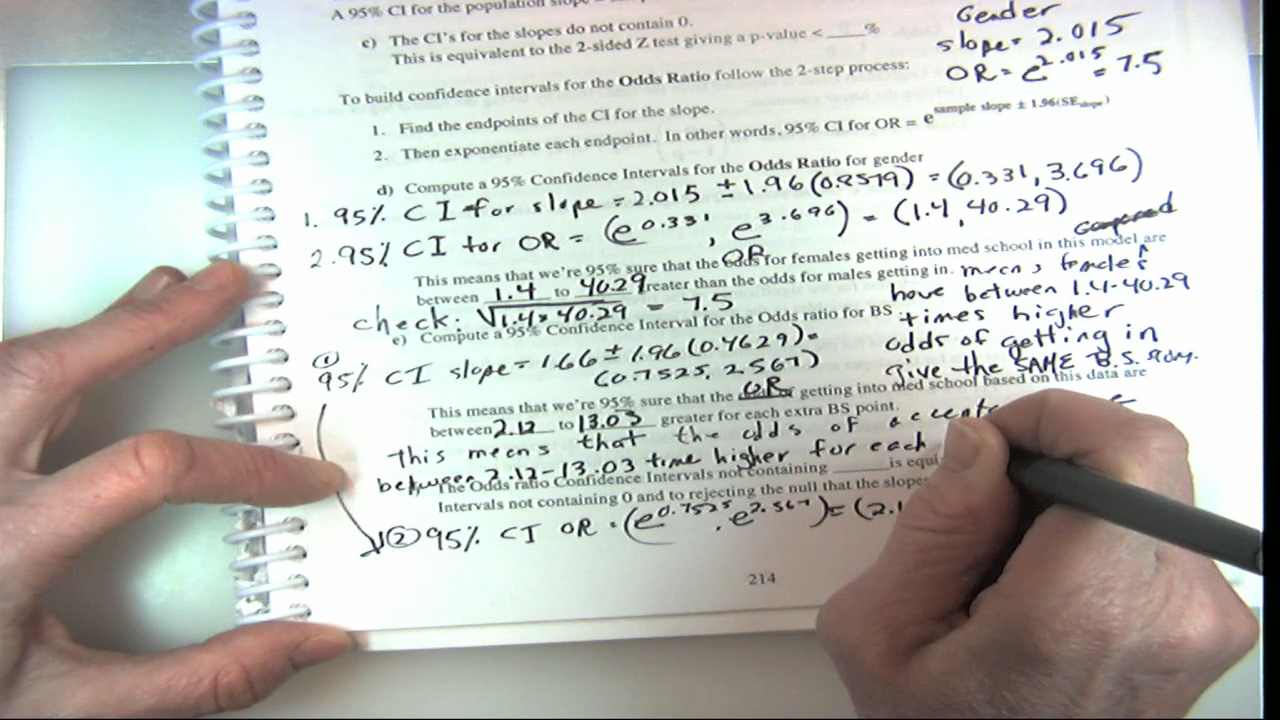 A 95% CI for the population slope
c) The CI's for the slopes do not contain 0.
This is equivalent to the 2-sided Z test giving a p-value < ____%
Gender
slope = 2.015
OR = e^2.015 = 7.5
To build confidence intervals for the Odds Ratio follow the 2-step process:
1. Find the endpoints of the CI for the slope.
2. Then exponentiate each endpoint. In other words, 95% CI for OR = e^sample slope ± 1.96(SE_slope)
d) Compute a 95% Confidence Intervals for the Odds Ratio for gender
1. 95% CI for slope = 2.015 ± 1.96(0.8579) = (0.331, 3.696)
2. 95% CI for OR = (e^0.331, e^3.696) = (1.4, 40.29)
compared
OR
This means that we're 95% sure that the odds for females getting into med school in this model are
between 1.4 to 40.29 greater than the odds for males getting in. means females
have between 1.4-40.29
times higher
odds of getting in
give the SAME B.S. &day.
check: √1.4 * 40.29 = 7.5
e) Compute a 95% Confidence Interval for the Odds ratio for BS
① 95% CI slope = 1.66 ± 1.96(0.4629) =
(0.7525, 2.567)
This means that we're 95% sure that the OR getting into med school based on this data are
between 2.12 to 13.03 greater for each extra BS point.
This means that the odds of
between 2.12-13.03 time higher for each
The Odds ratio Confidence Intervals not containing ______ is
Intervals not containing 0 and to rejecting the null that the slopes
② 95% CI OR = (e^0.7525, e^2.567) = (2.1
214